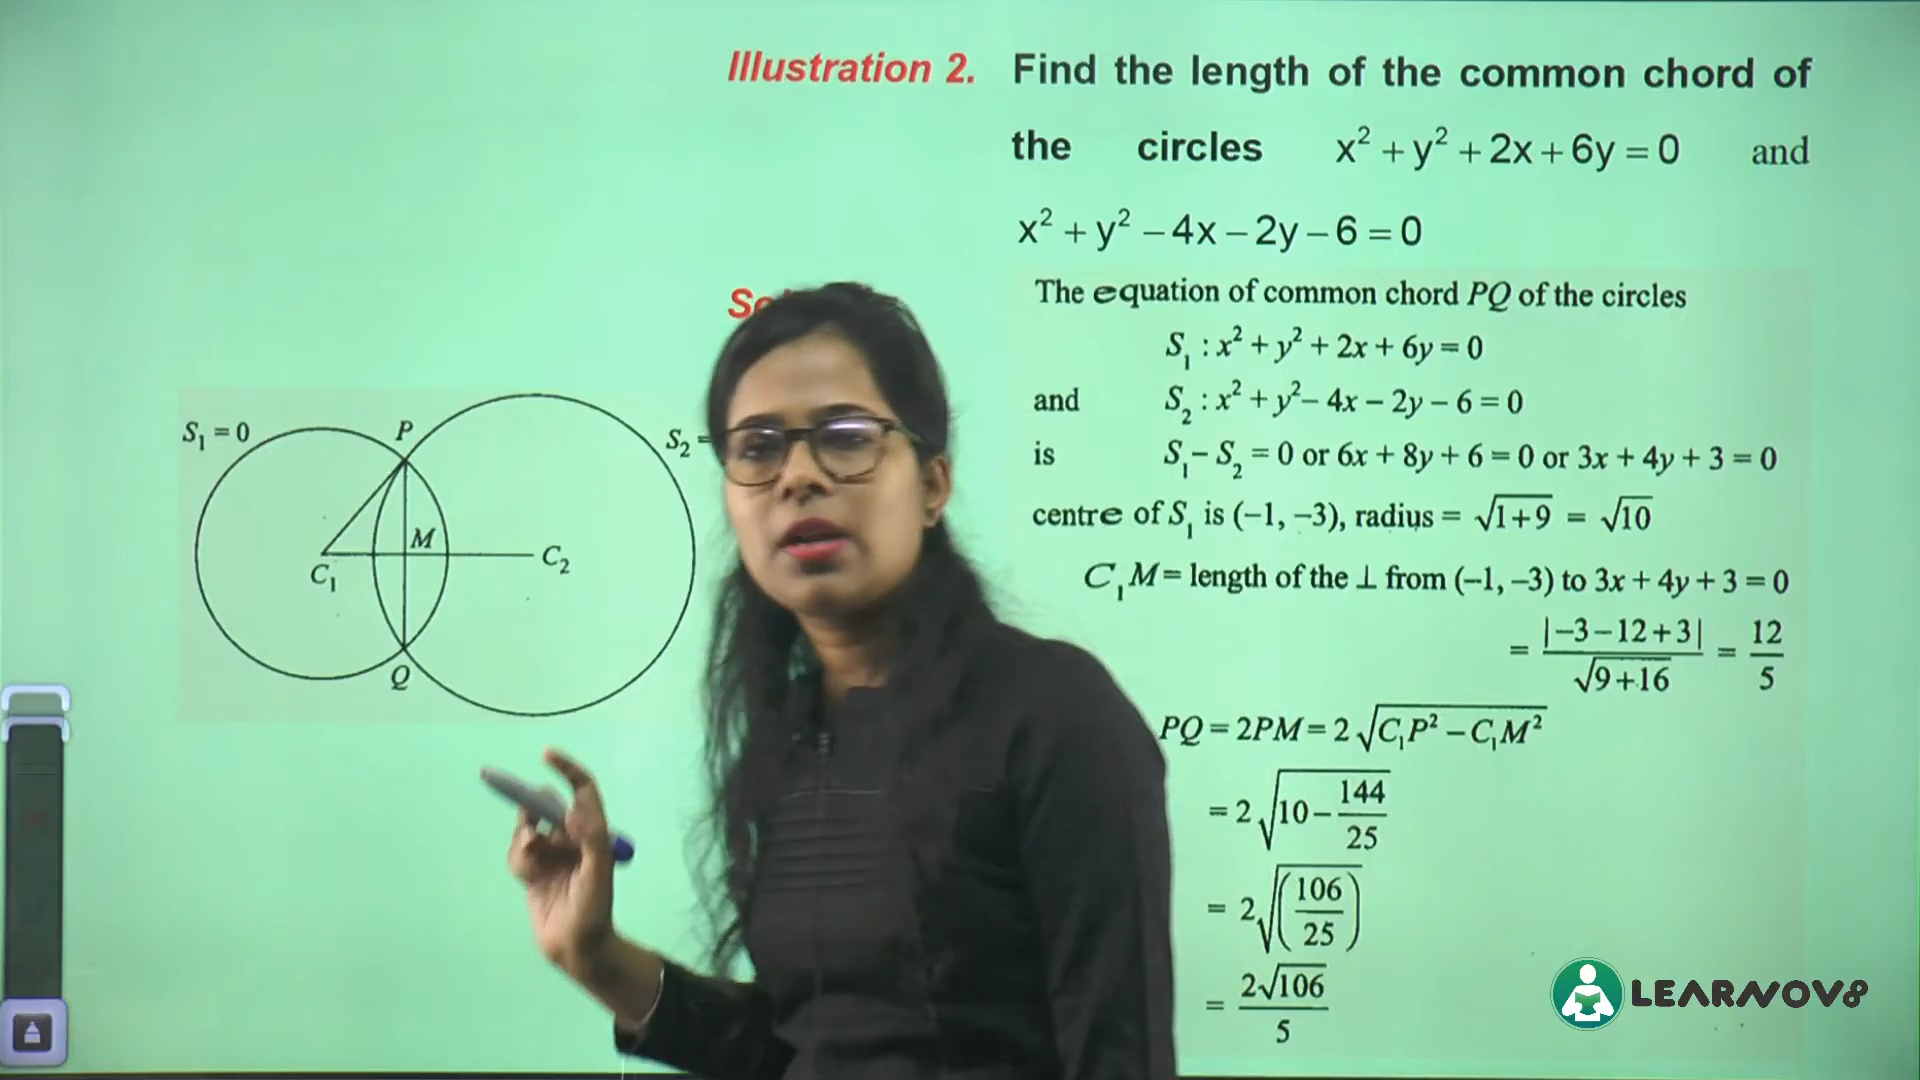 Illustration 2. Find the length of the common chord of
the circles x² + y² + 2x + 6y = 0 and
x² + y² − 4x − 2y − 6 = 0
The equation of common chord PQ of the circles
S₁ : x² + y² + 2x + 6y = 0
and S₂ : x² + y² − 4x − 2y − 6 = 0
is S₁ − S₂ = 0 or 6x + 8y + 6 = 0 or 3x + 4y + 3 = 0
centre of S₁ is (−1, −3), radius = √(1+9) = √10
C₁M = length of the ⊥ from (−1, −3) to 3x + 4y + 3 = 0
= |−3−12+3| / √(9+16) = 12/5
PQ = 2PM = 2√(C₁P² − C₁M²)
= 2√(10 − 144/25)
= 2√(106/25)
= 2√106 / 5
S₁ = 0
P
S₂ =
M
C₁
C₂
Q
LEARNOV8